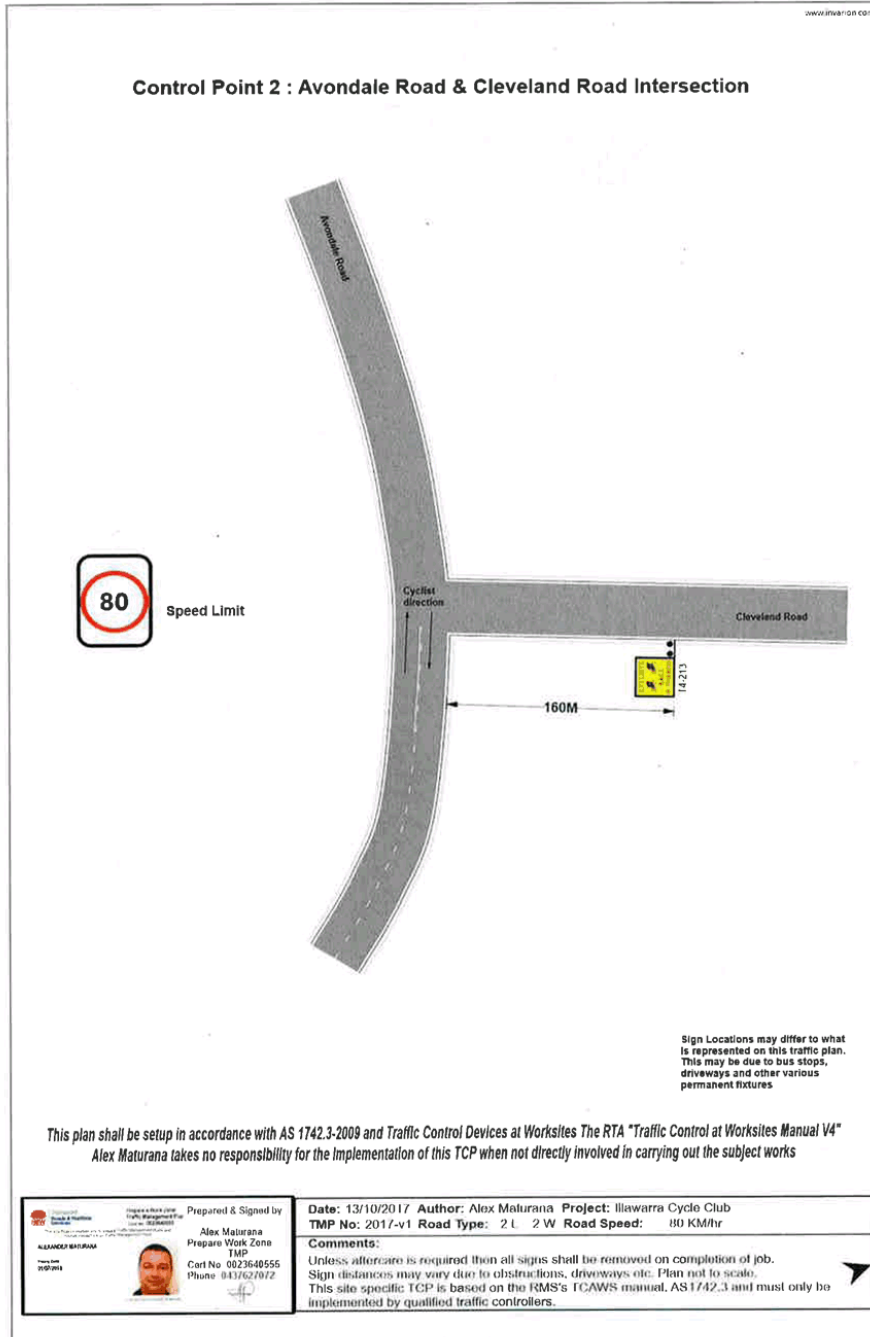 www.invarion.com
Control Point 2 : Avondale Road & Cleveland Road Intersection
Avondale Road
80
Speed Limit
Cyclist
direction
Cleveland Road
T4-213
160M
Sign Locations may differ to what
is represented on this traffic plan.
This may be due to bus stops,
driveways and other various
permanent fixtures
This plan shall be setup in accordance with AS 1742.3-2009 and Traffic Control Devices at Worksites The RTA "Traffic Control at Worksites Manual V4"
Alex Maturana takes no responsibility for the implementation of this TCP when not directly involved in carrying out the subject works
Prepared & Signed by
Alex Maturana
Prepare Work Zone
TMP
Cert No 0023640555
Phone 0437627072
Date: 13/10/2017 Author: Alex Maturana Project: Illawarra Cycle Club
TMP No: 2017-v1 Road Type: 2 L 2 W Road Speed: 80 KM/hr
Comments:
Unless aftercare is required then all signs shall be removed on completion of job.
Sign distances may vary due to obstructions, driveways etc. Plan not to scale.
This site specific TCP is based on the RMS's TCAWS manual. AS1742.3 and must only be
implemented by qualified traffic controllers.